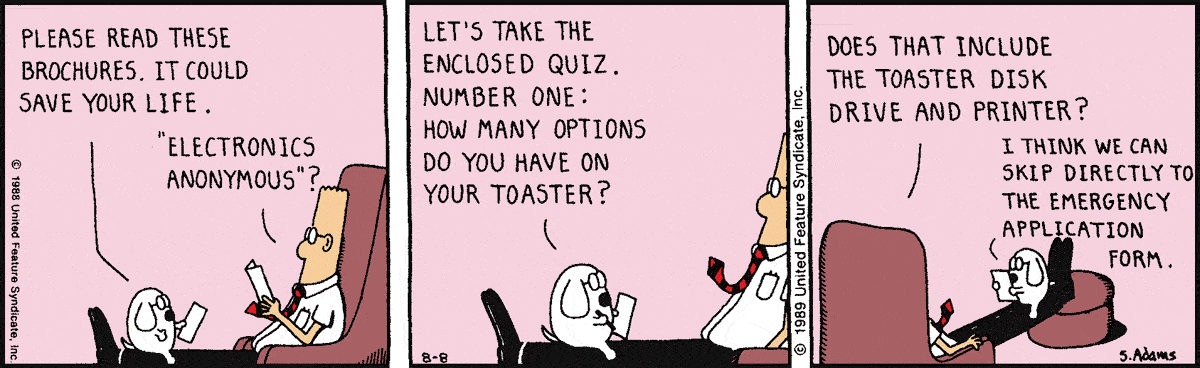 PLEASE READ THESE
BROCHURES. IT COULD
SAVE YOUR LIFE.
"ELECTRONICS
ANONYMOUS"?
© 1988 United Feature Syndicate, Inc.
LET'S TAKE THE
ENCLOSED QUIZ.
NUMBER ONE:
HOW MANY OPTIONS
DO YOU HAVE ON
YOUR TOASTER?
8-8
© 1989 United Feature Syndicate, Inc.
DOES THAT INCLUDE
THE TOASTER DISK
DRIVE AND PRINTER?
I THINK WE CAN
SKIP DIRECTLY TO
THE EMERGENCY
APPLICATION
FORM.
S.Adams